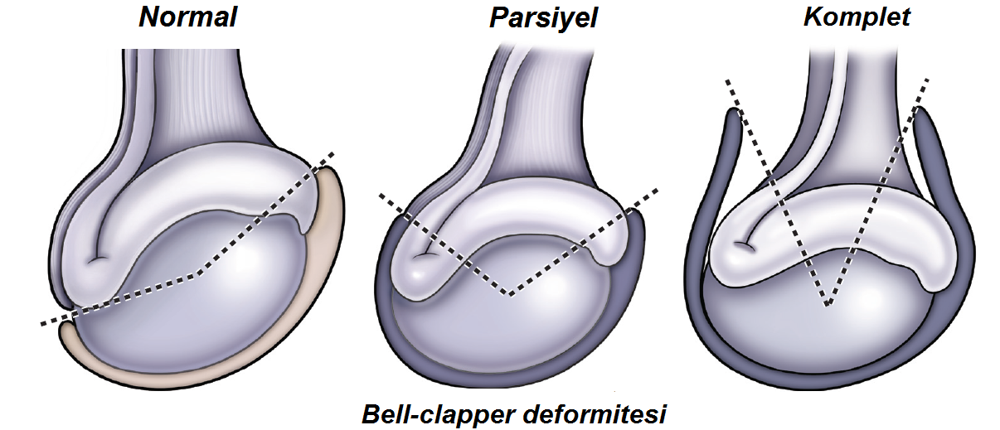 Normal
Parsiyel
Komplet
Bell-clapper deformitesi